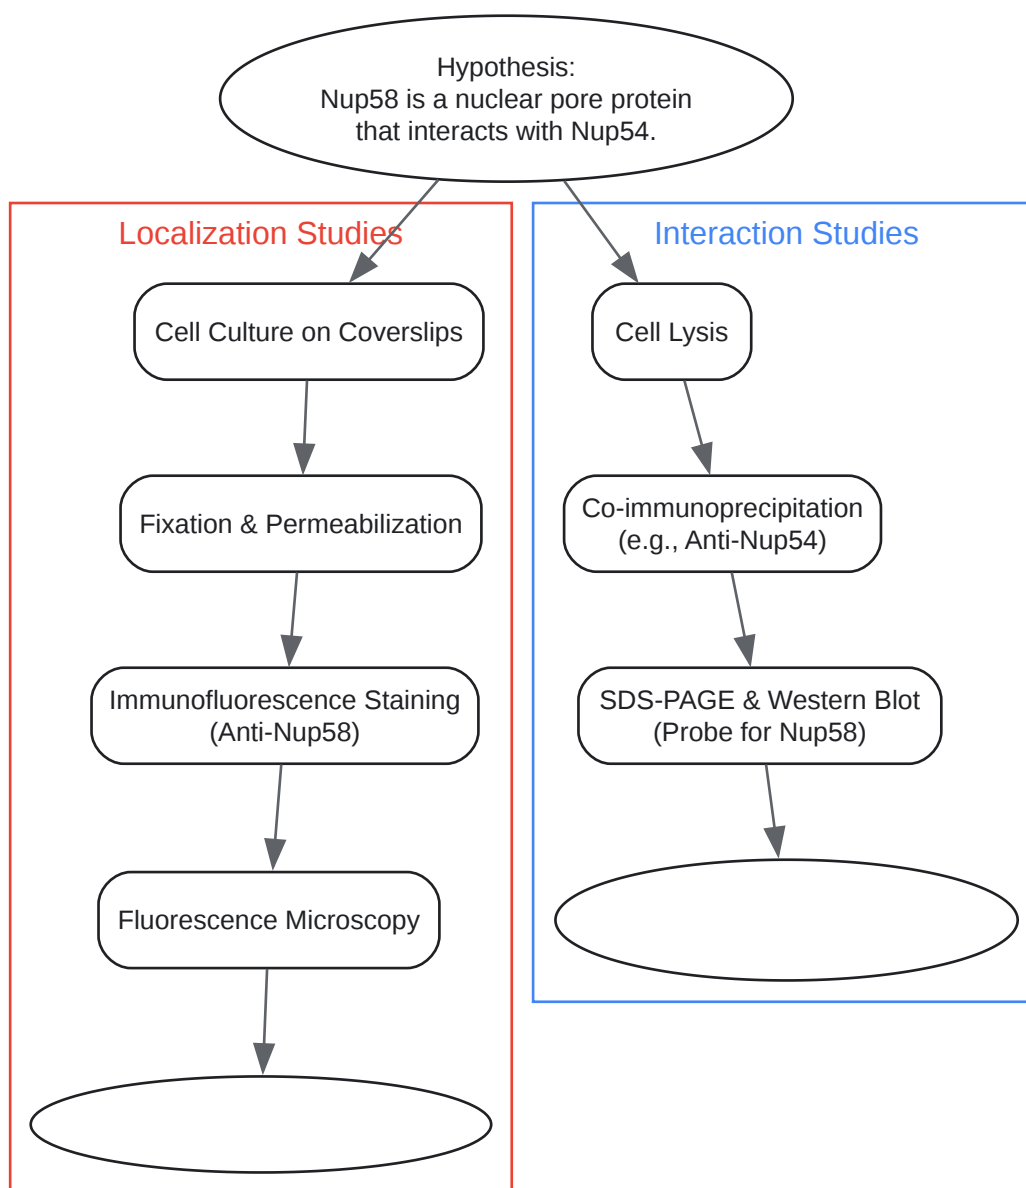 Hypothesis:
Nup58 is a nuclear pore protein
that interacts with Nup54.
Localization Studies
Cell Culture on Coverslips
Fixation & Permeabilization
Immunofluorescence Staining
(Anti-Nup58)
Fluorescence Microscopy
Interaction Studies
Cell Lysis
Co-immunoprecipitation
(e.g., Anti-Nup54)
SDS-PAGE & Western Blot
(Probe for Nup58)